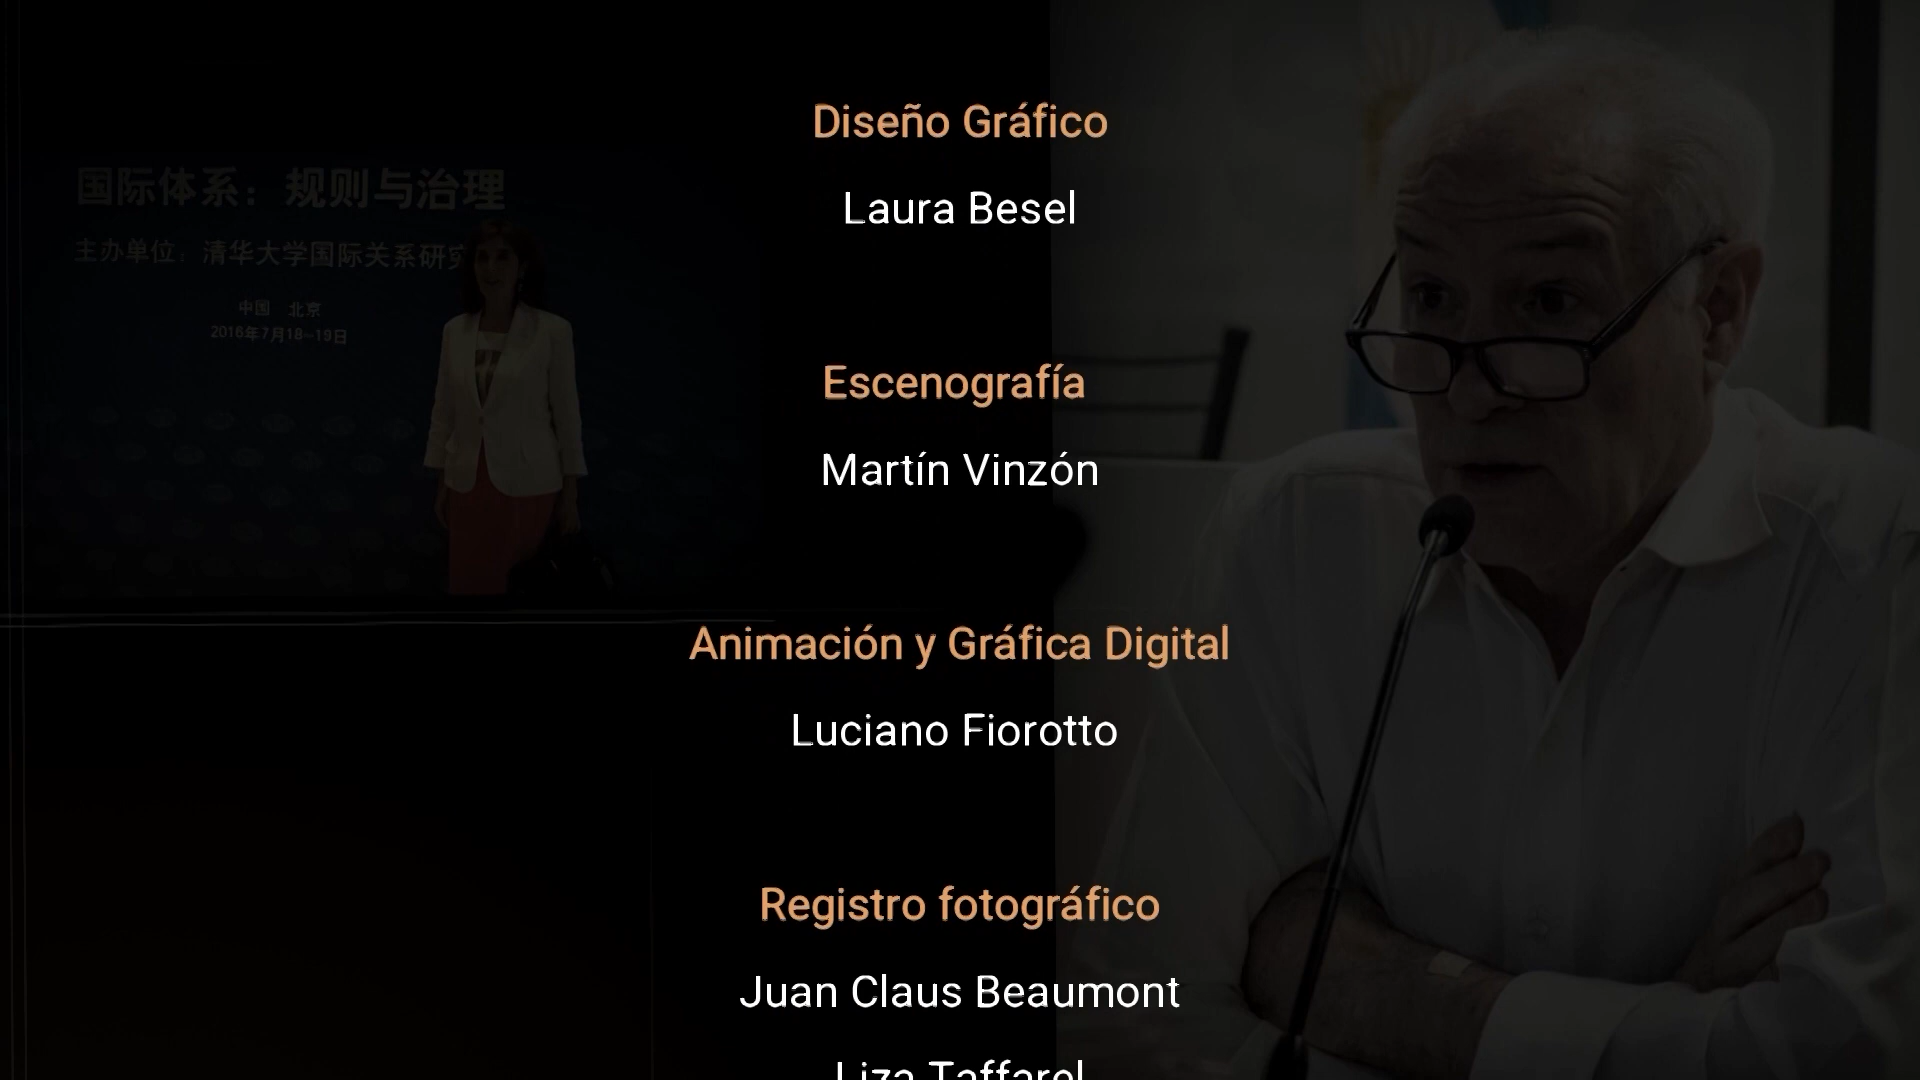 Diseño Gráfico
Laura Besel
Escenografía
Martín Vinzón
Animación y Gráfica Digital
Luciano Fiorotto
Registro fotográfico
Juan Claus Beaumont
Liza Taffarel
国际体系：规则与治理
主办单位：清华大学国际关系研究
中国 北京
2016年7月18–19日